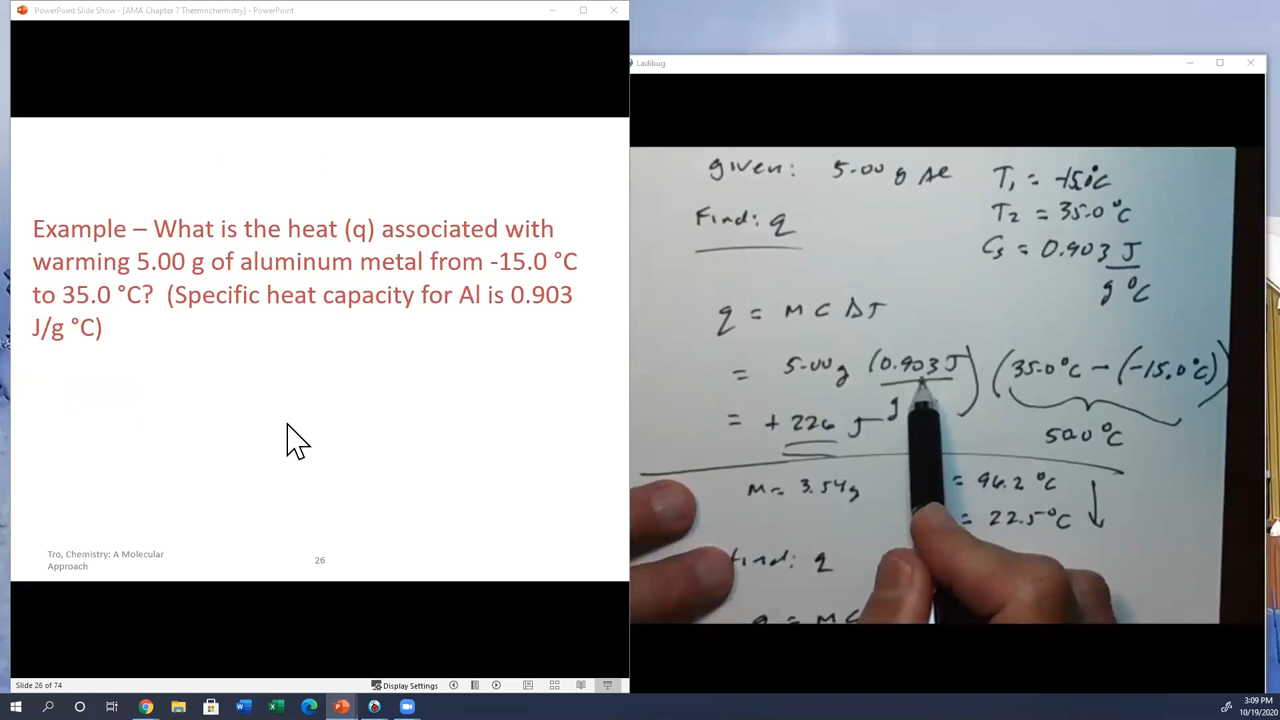 PowerPoint Slide Show - [AMA Chapter 7 Thermochemistry] - PowerPoint
Example – What is the heat (q) associated with
warming 5.00 g of aluminum metal from -15.0 °C
to 35.0 °C? (Specific heat capacity for Al is 0.903
J/g °C)
Tro, Chemistry: A Molecular
Approach
26
Slide 26 of 74
Display Settings
Ladibug
given: 5.00 g Al
T₁ = -15.0°C
Find: q
T₂ = 35.0 °C
Cs = 0.903 J
g °C
q = m C ΔT
= 5.00g (0.903 J) (35.0 °C - (-15.0°C))
g
= + 226 J
50.0 °C
m = 3.54g
= 96.2 °C
= 22.5 °C
Find: q
q = m C
3:09 PM
10/19/2020